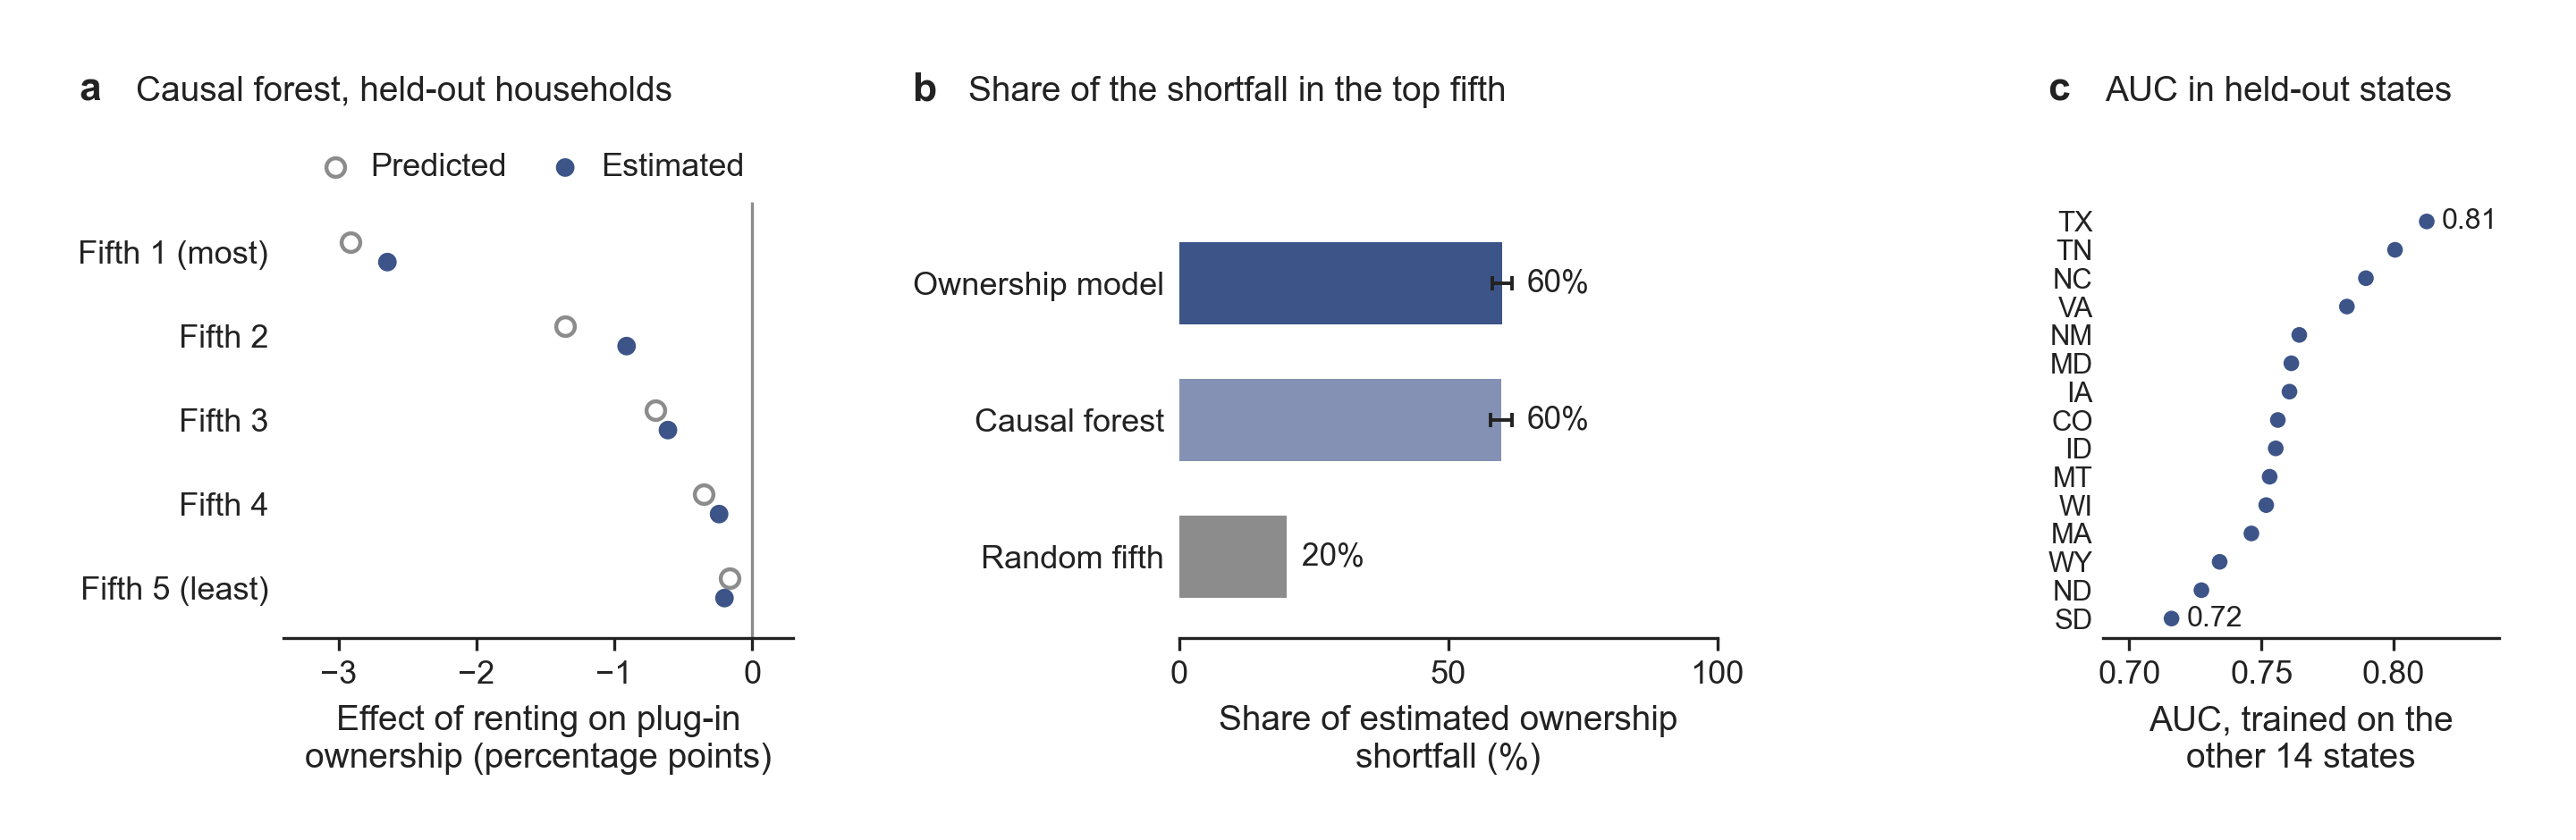 a Causal forest, held-out households
Predicted
Estimated
Fifth 1 (most)
Fifth 2
Fifth 3
Fifth 4
Fifth 5 (least)
−3 −2 −1 0
Effect of renting on plug-in
ownership (percentage points)
b Share of the shortfall in the top fifth
Ownership model 60%
Causal forest 60%
Random fifth 20%
0 50 100
Share of estimated ownership
shortfall (%)
c AUC in held-out states
TX 0.81
TN
NC
VA
NM
MD
IA
CO
ID
MT
WI
MA
WY
ND
SD 0.72
0.70 0.75 0.80
AUC, trained on the
other 14 states